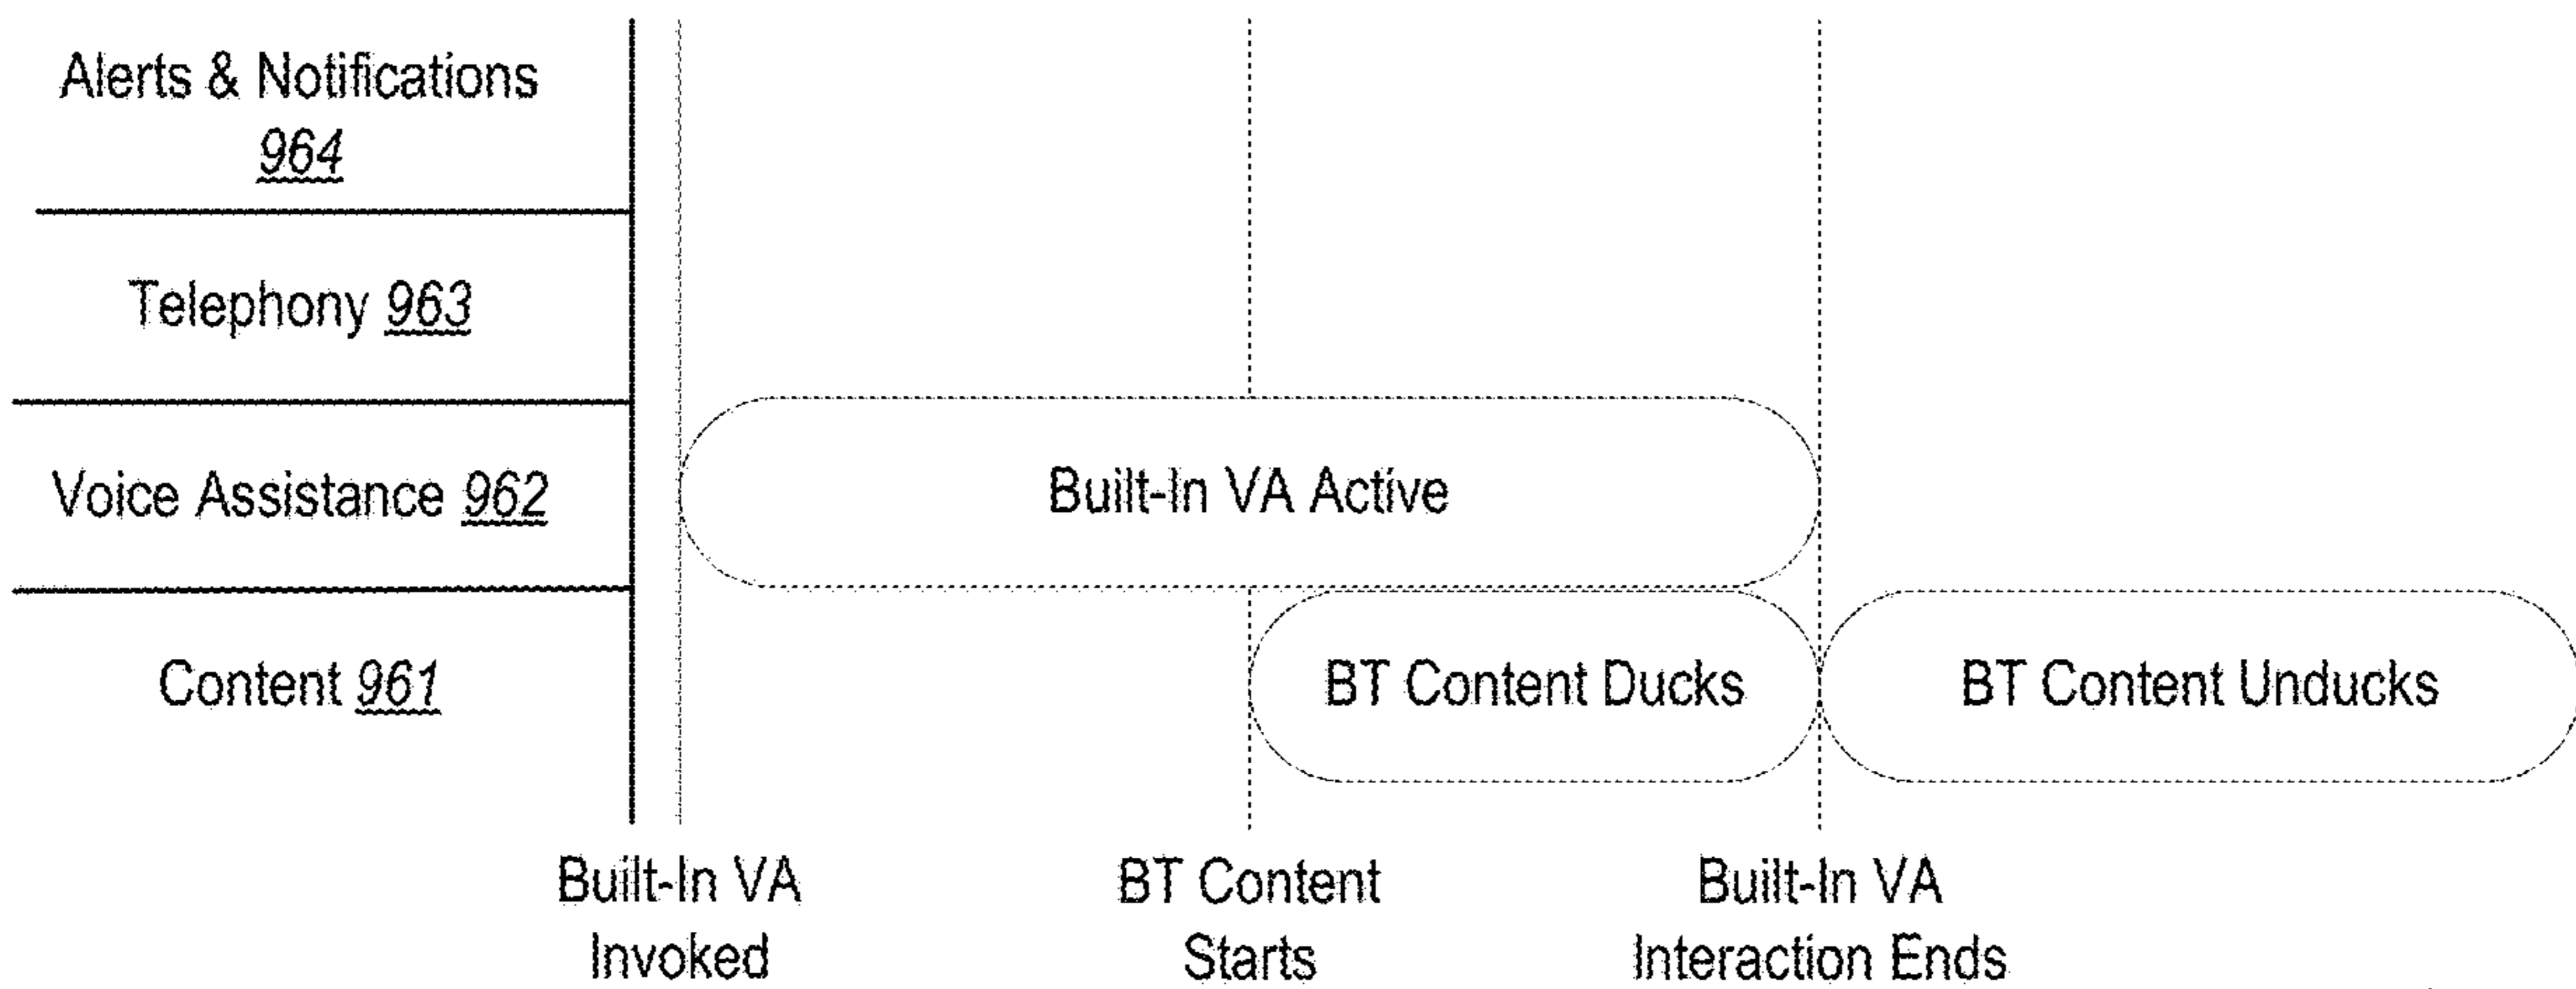 Alerts & Notifications
964
Telephony 963
Voice Assistance 962
Built-In VA Active
Content 961
BT Content Ducks
BT Content Unducks
Built-In VA
Invoked
BT Content
Starts
Built-In VA
Interaction Ends